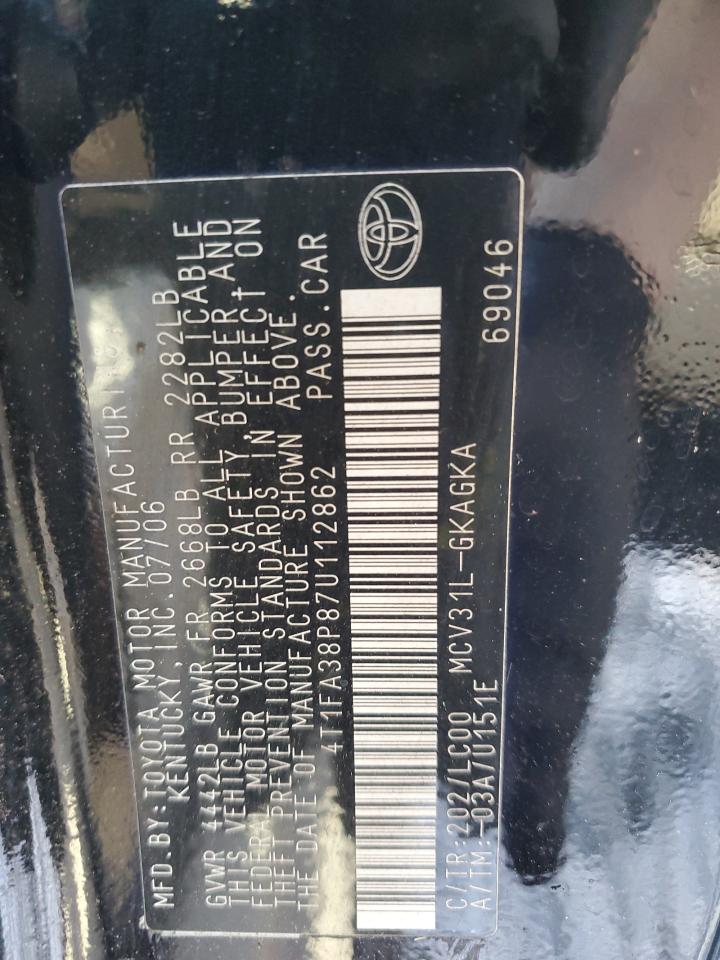 MFD.BY:TOYOTA MOTOR MANUFACTURING,
KENTUCKY, INC. 07/06
GVWR 4442LB GAWR FR 2668LB RR 2282LB
THIS VEHICLE CONFORMS TO ALL APPLICABLE
FEDERAL MOTOR VEHICLE SAFETY, BUMPER, AND
THEFT PREVENTION STANDARDS IN EFFECT ON
THE DATE OF MANUFACTURE SHOWN ABOVE.
4T1FA38P87U112862 PASS.CAR
C/TR:202/LC00 MCV31L-GKAGKA
A/TM:-03A/U151E 69046